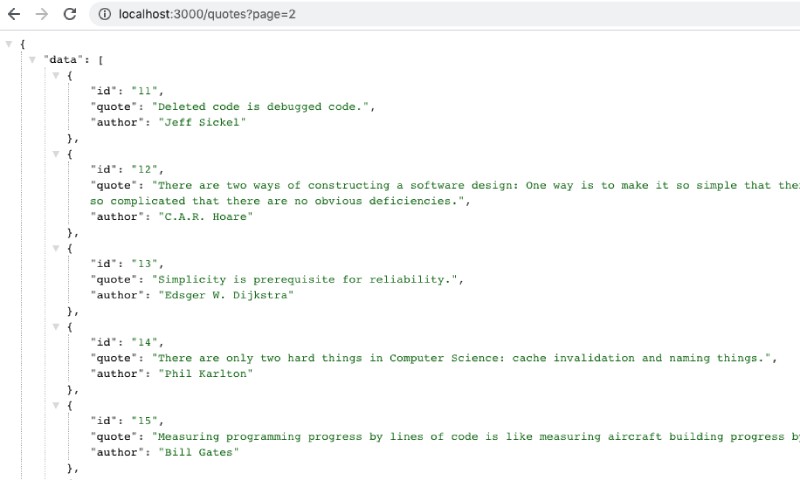 localhost:3000/quotes?page=2
{
"data": [
{
"id": "11",
"quote": "Deleted code is debugged code.",
"author": "Jeff Sickel"
},
{
"id": "12",
"quote": "There are two ways of constructing a software design: One way is to make it so simple that
so complicated that there are no obvious deficiencies.",
"author": "C.A.R. Hoare"
},
{
"id": "13",
"quote": "Simplicity is prerequisite for reliability.",
"author": "Edsger W. Dijkstra"
},
{
"id": "14",
"quote": "There are only two hard things in Computer Science: cache invalidation and naming things.",
"author": "Phil Karlton"
},
{
"id": "15",
"quote": "Measuring programming progress by lines of code is like measuring aircraft building progress
"author": "Bill Gates"
},